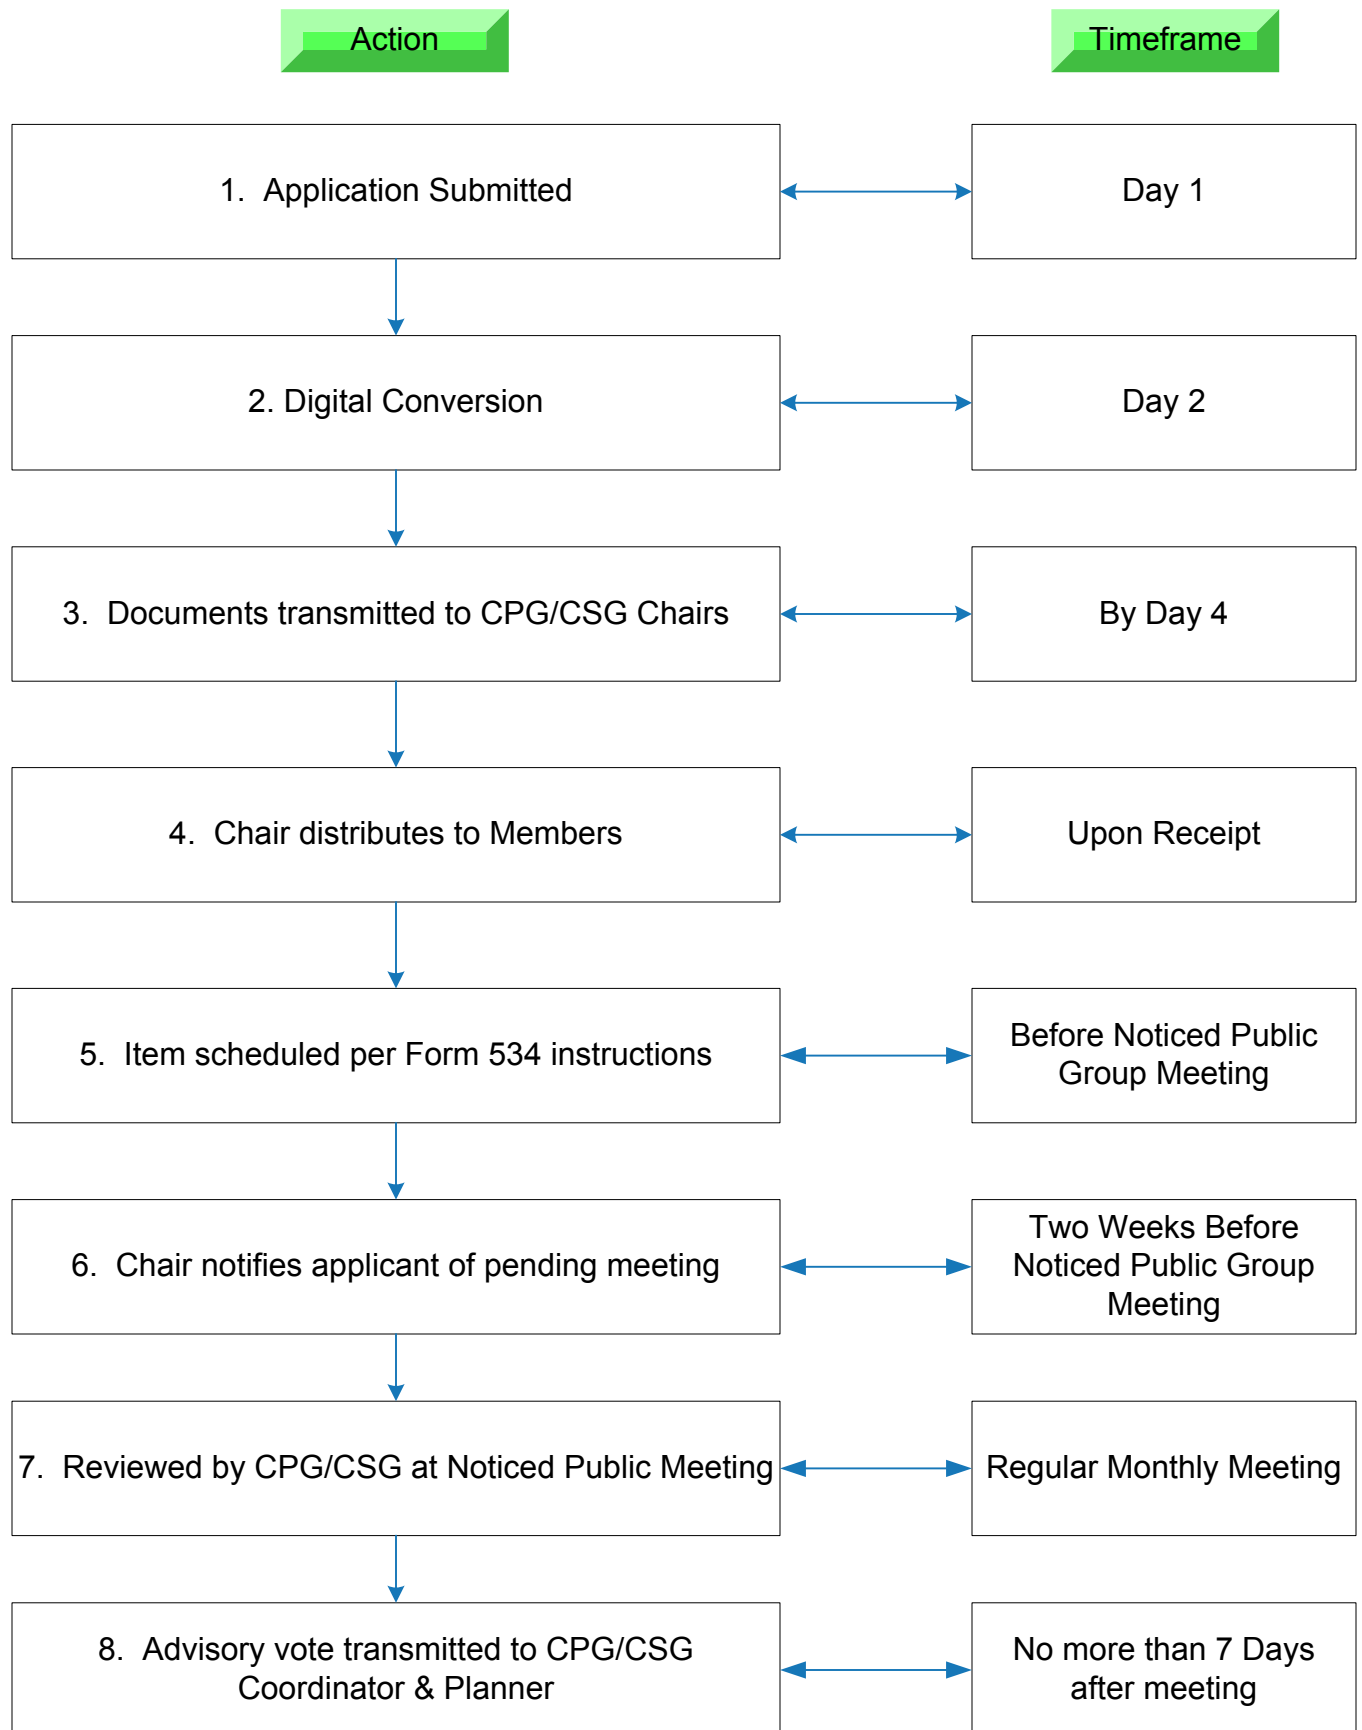 Action
Timeframe
1.  Application Submitted
Day 1
2. Digital Conversion
Day 2
3.  Documents transmitted to CPG/CSG Chairs
By Day 4
4.  Chair distributes to Members
Upon Receipt
5.  Item scheduled per Form 534 instructions
Before Noticed Public
Group Meeting
6.  Chair notifies applicant of pending meeting
Two Weeks Before
Noticed Public Group
Meeting
7.  Reviewed by CPG/CSG at Noticed Public Meeting
Regular Monthly Meeting
8.  Advisory vote transmitted to CPG/CSG
Coordinator & Planner
No more than 7 Days
after meeting